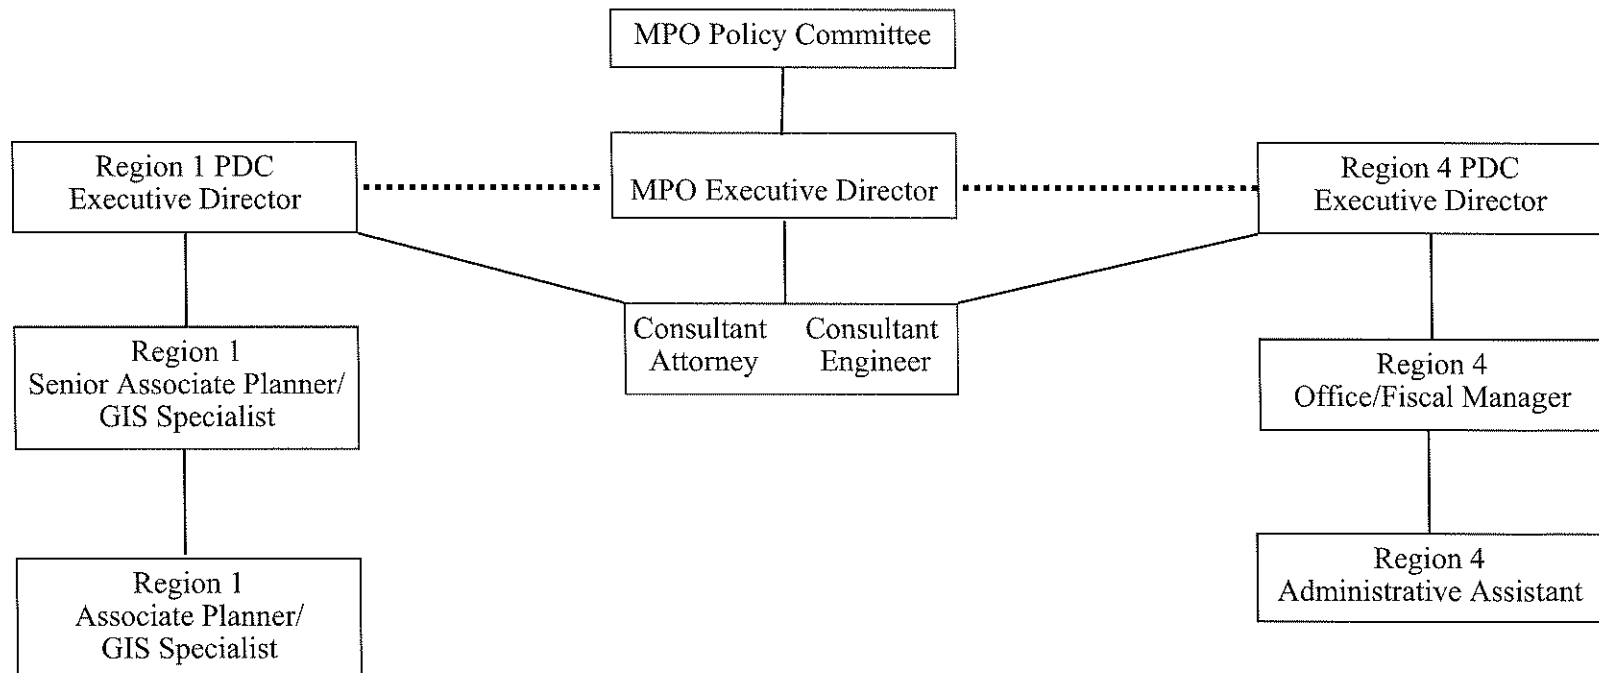 MPO Policy Committee
Region 1 PDC
Executive Director
MPO Executive Director
Region 4 PDC
Executive Director
Consultant
Attorney
Consultant
Engineer
Region 1
Senior Associate Planner/
GIS Specialist
Region 4
Office/Fiscal Manager
Region 1
Associate Planner/
GIS Specialist
Region 4
Administrative Assistant